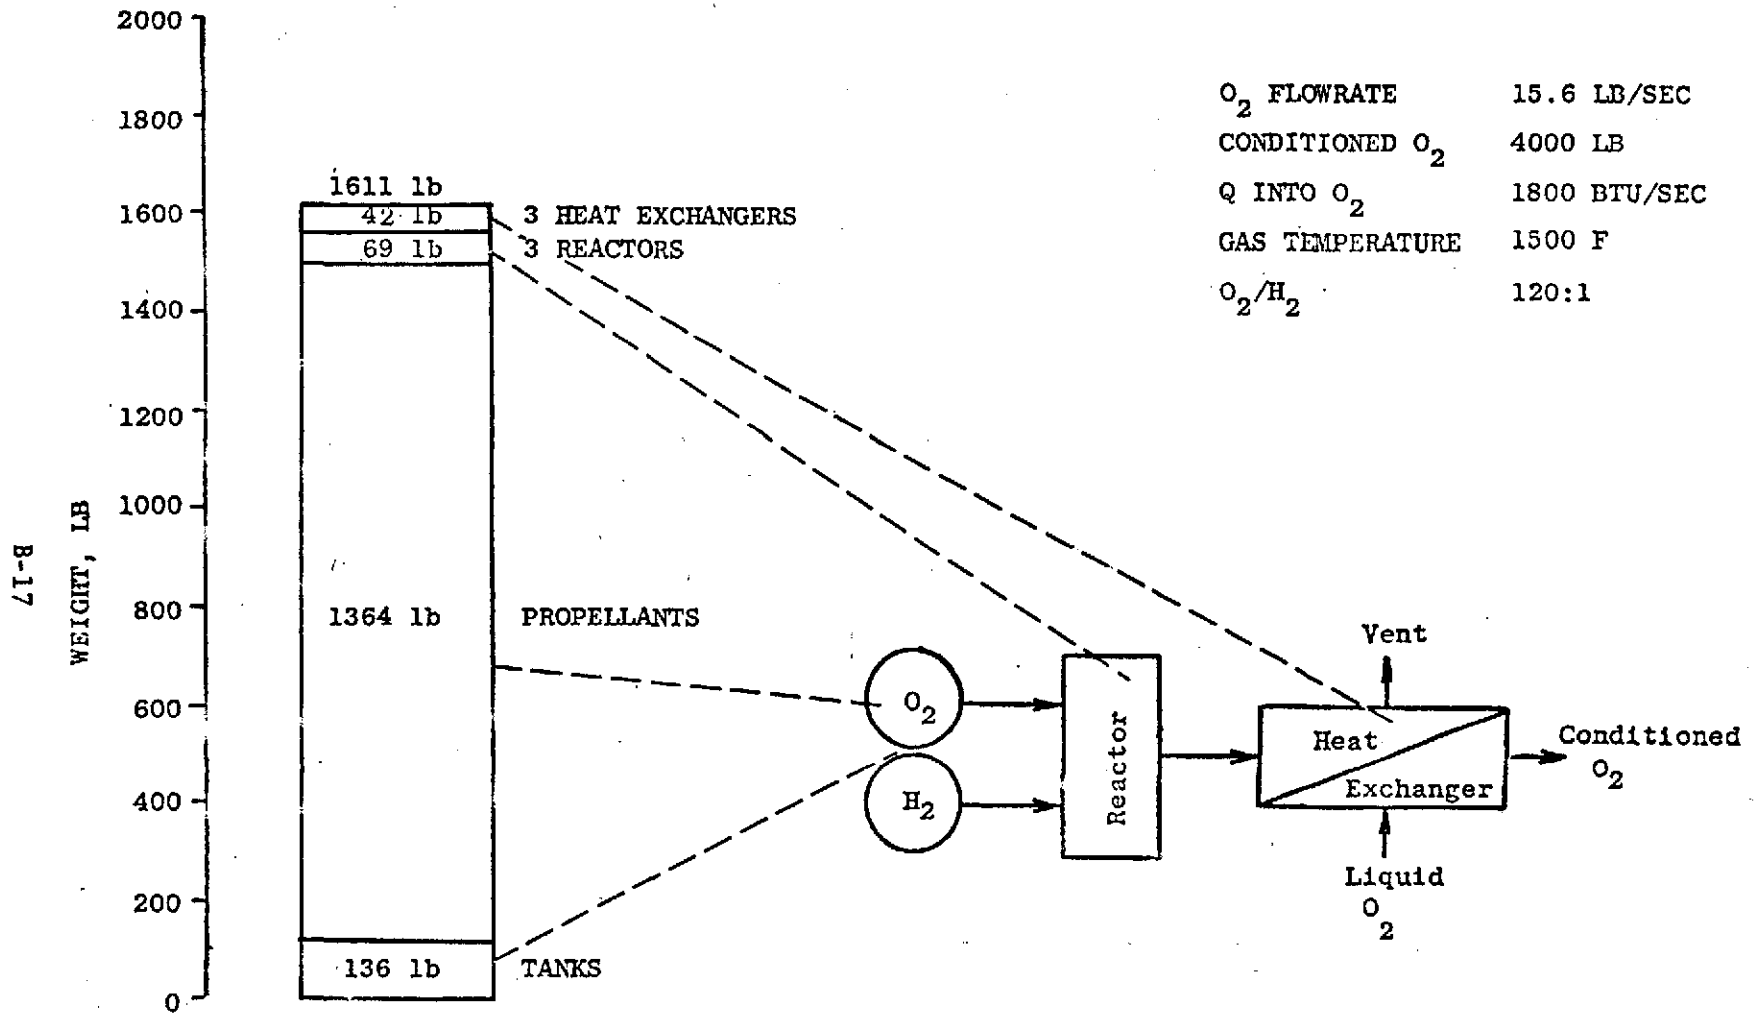 2000
1800
1600
1400
1200
1000
800
600
400
200
0
WEIGHT, LB
B-17
1611 lb
42 lb 3 HEAT EXCHANGERS
69 lb 3 REACTORS
1364 lb PROPELLANTS
136 lb TANKS
O2 FLOWRATE 15.6 LB/SEC
CONDITIONED O2 4000 LB
Q INTO O2 1800 BTU/SEC
GAS TEMPERATURE 1500 F
O2/H2 120:1
O2
H2
Reactor
Vent
Heat
Exchanger
Conditioned
O2
Liquid
O2